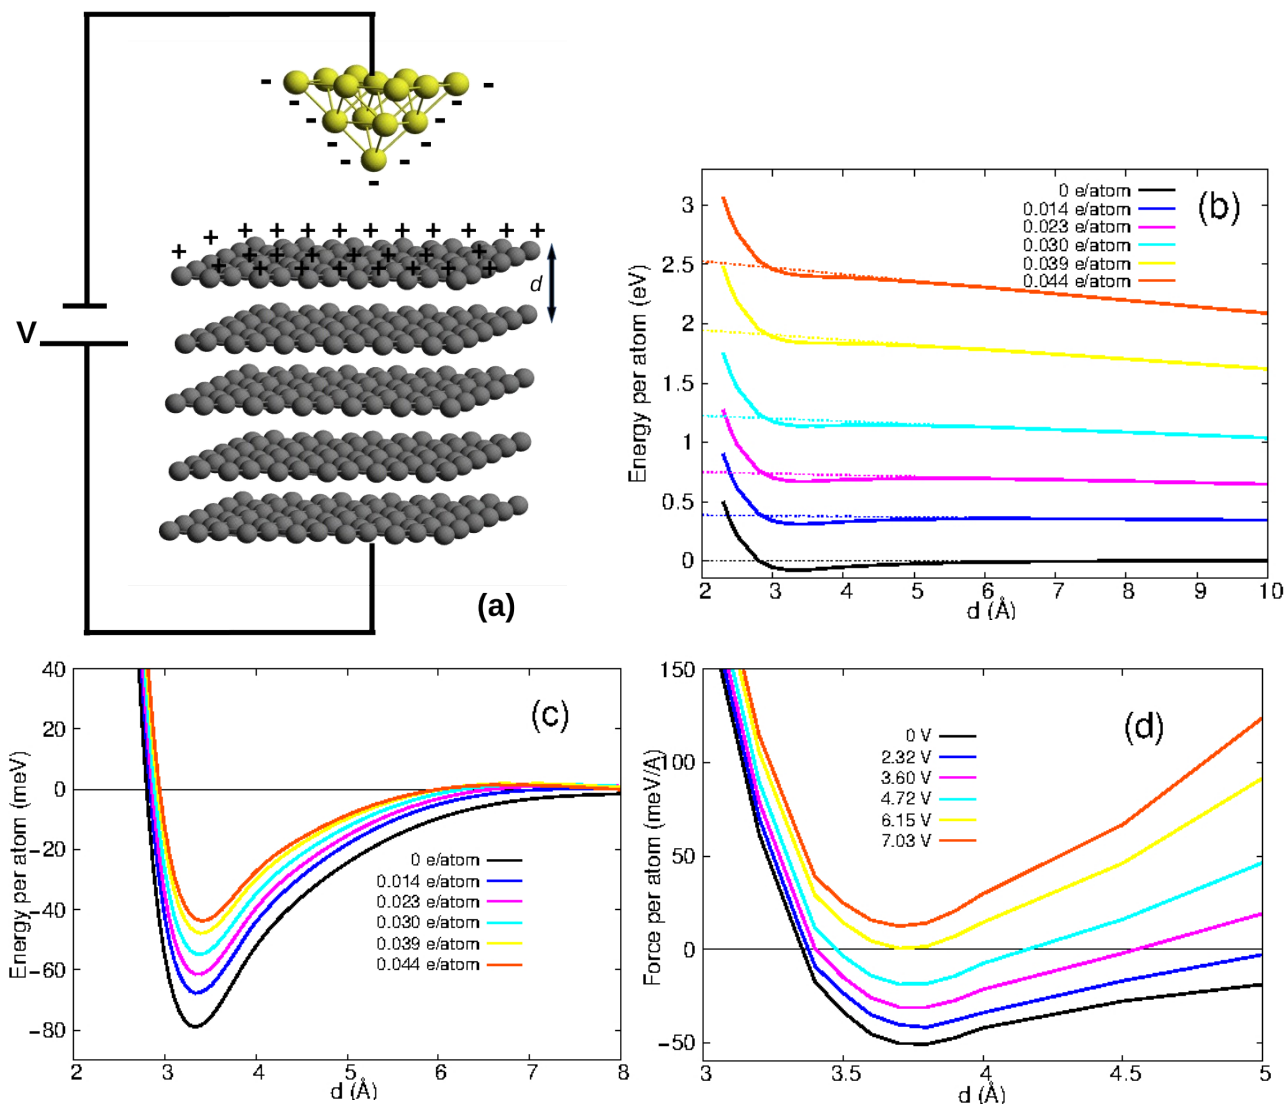 V
d
(a)
(b)
Energy per atom (eV)
3
2.5
2
1.5
1
0.5
0
0 e/atom
0.014 e/atom
0.023 e/atom
0.030 e/atom
0.039 e/atom
0.044 e/atom
2 3 4 5 6 7 8 9 10
d (Å)
(c)
Energy per atom (meV)
40
20
0
−20
−40
−60
−80
0 e/atom
0.014 e/atom
0.023 e/atom
0.030 e/atom
0.039 e/atom
0.044 e/atom
2 3 4 5 6 7 8
d (Å)
(d)
Force per atom (meV/A)
150
100
50
0
−50
0 V
2.32 V
3.60 V
4.72 V
6.15 V
7.03 V
3 3.5 4 4.5 5
d (Å)